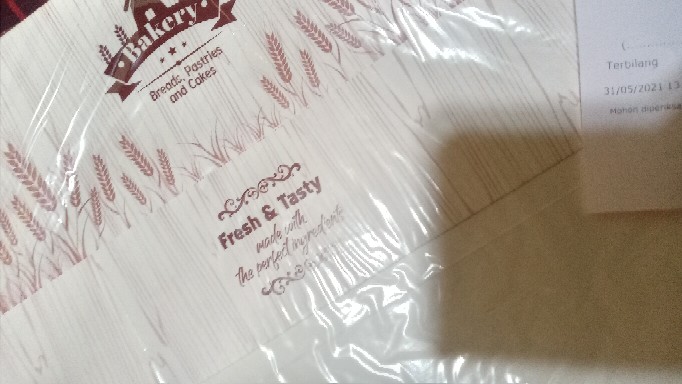 Bakery
Breads, Pastries
and Cakes
Fresh & Tasty
made with
the perfect ingredients
(..............
Terbilang
31/05/2021 13
Mohon diperiksa